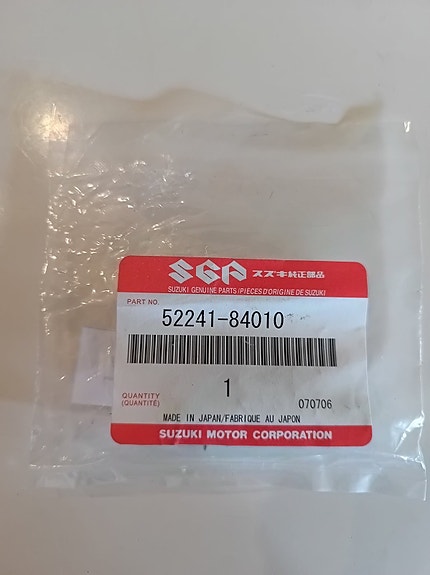 SGP スズキ純正部品
SUZUKI GENUINE PARTS/PIÈCES D'ORIGINE DE SUZUKI
PART NO.
52241-84010
1
QUANTITY
(QUANTITÉ)
070706
MADE IN JAPAN/FABRIQUE AU JAPON
SUZUKI MOTOR CORPORATION